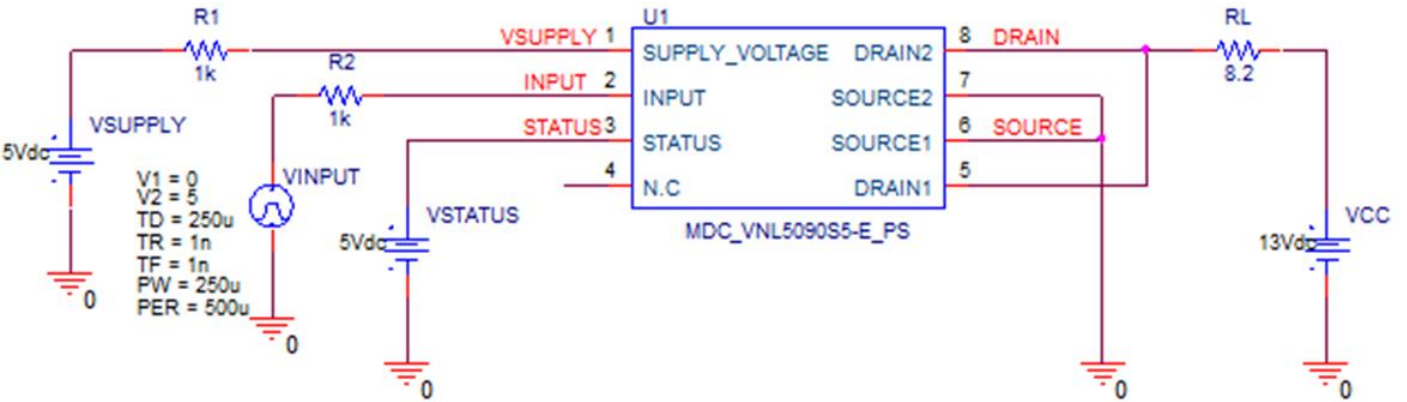 R1
1k
R2
1k
VSUPPLY
5Vdc
0
V1 = 0
V2 = 5
TD = 250u
TR = 1n
TF = 1n
PW = 250u
PER = 500u
VINPUT
0
VSTATUS
5Vdc
0
U1
VSUPPLY 1 SUPPLY_VOLTAGE DRAIN2 8 DRAIN
INPUT 2 INPUT SOURCE2 7
STATUS 3 STATUS SOURCE1 6 SOURCE
4 N.C DRAIN1 5
MDC_VNL5090S5-E_PS
0
RL
8.2
VCC
13Vdc
0